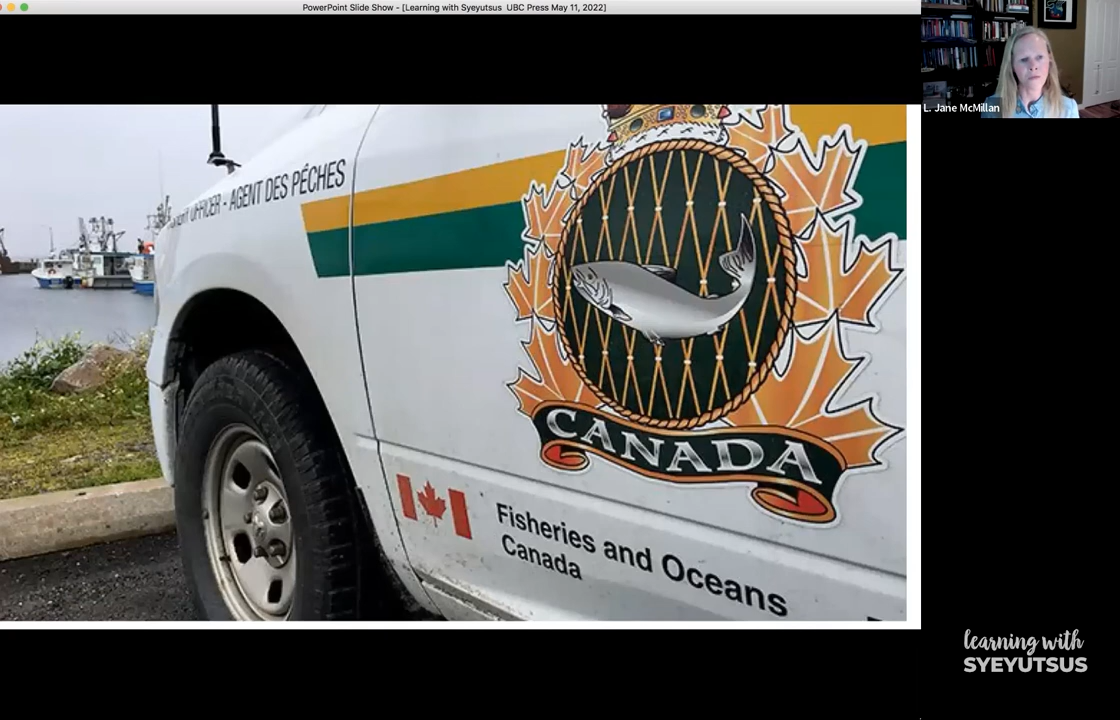 PowerPoint Slide Show - [Learning with Syeyutsus UBC Press May 11, 2022]
L. Jane McMillan
OFFICER - AGENT DES PÊCHES
CANADA
Fisheries and Oceans
Canada
learning with
SYEYUTSUS